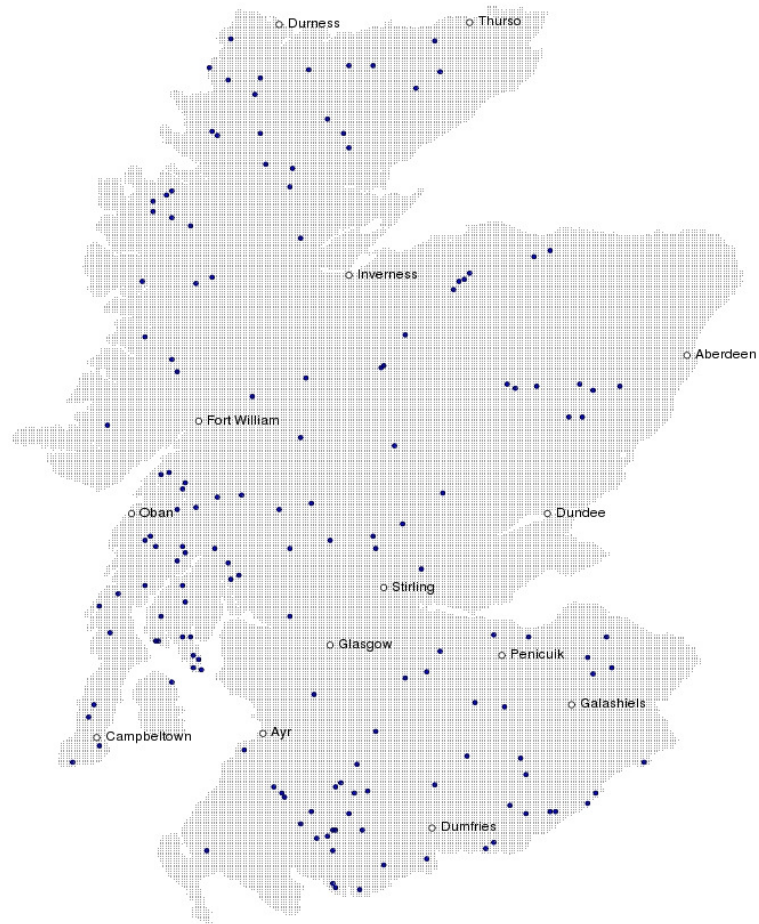 Durness
Thurso
Inverness
Aberdeen
Fort William
Oban
Dundee
Stirling
Glasgow
Penicuik
Galashiels
Campbeltown
Ayr
Dumfries